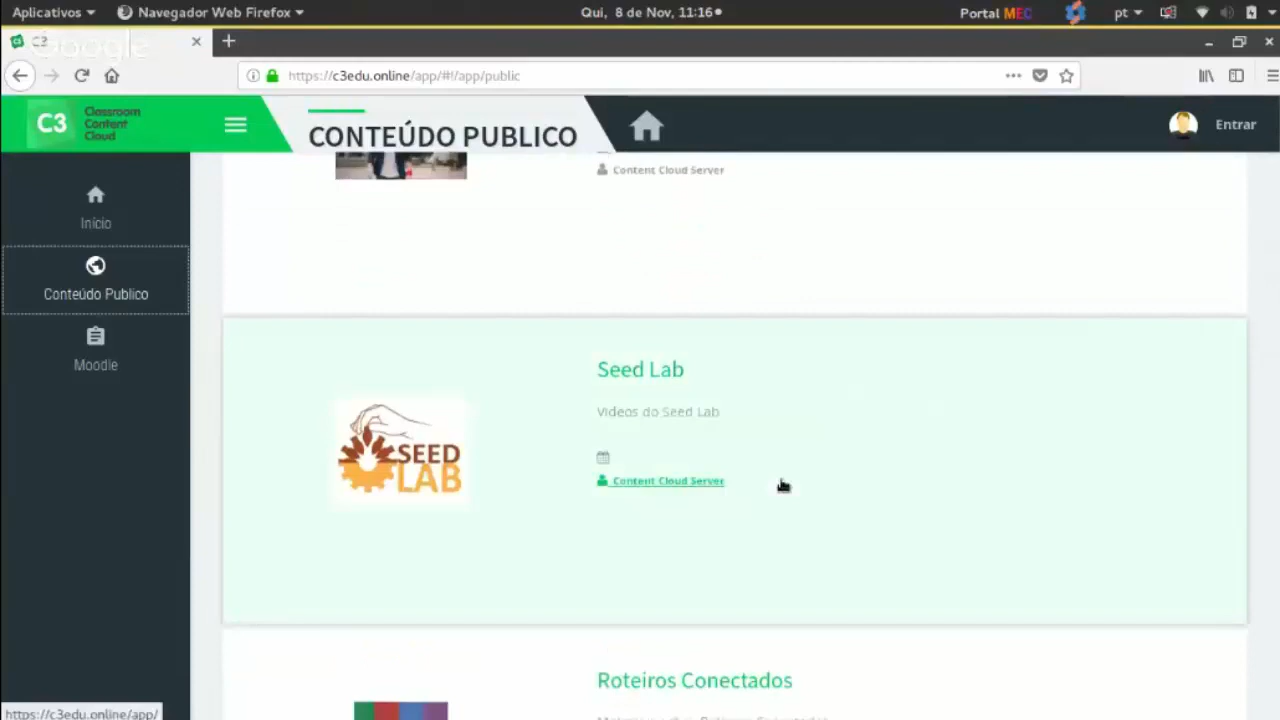 Aplicativos Navegador Web Firefox Qui, 8 de Nov, 11:16 Portal MEC pt
C3
Google
https://c3edu.online/app/#!/app/public
C3 Classroom
Content
Cloud
CONTEÚDO PUBLICO
Entrar
Início
Conteúdo Publico
Moodle
Content Cloud Server
Seed Lab
Videos do Seed Lab
Content Cloud Server
SEED
LAB
Roteiros Conectados
https://c3edu.online/app/